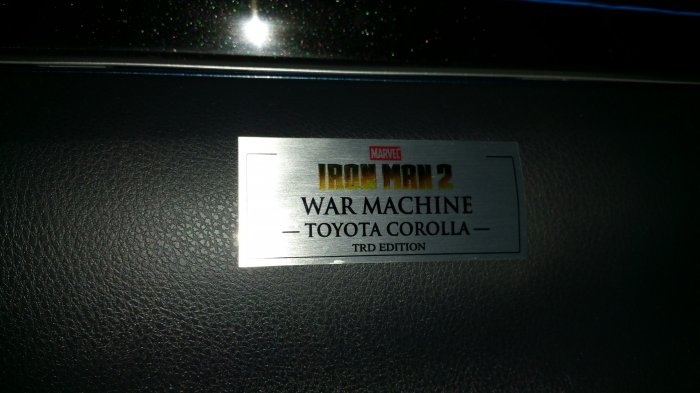 MARVEL
IRON MAN 2
WAR MACHINE
— TOYOTA COROLLA —
TRD EDITION